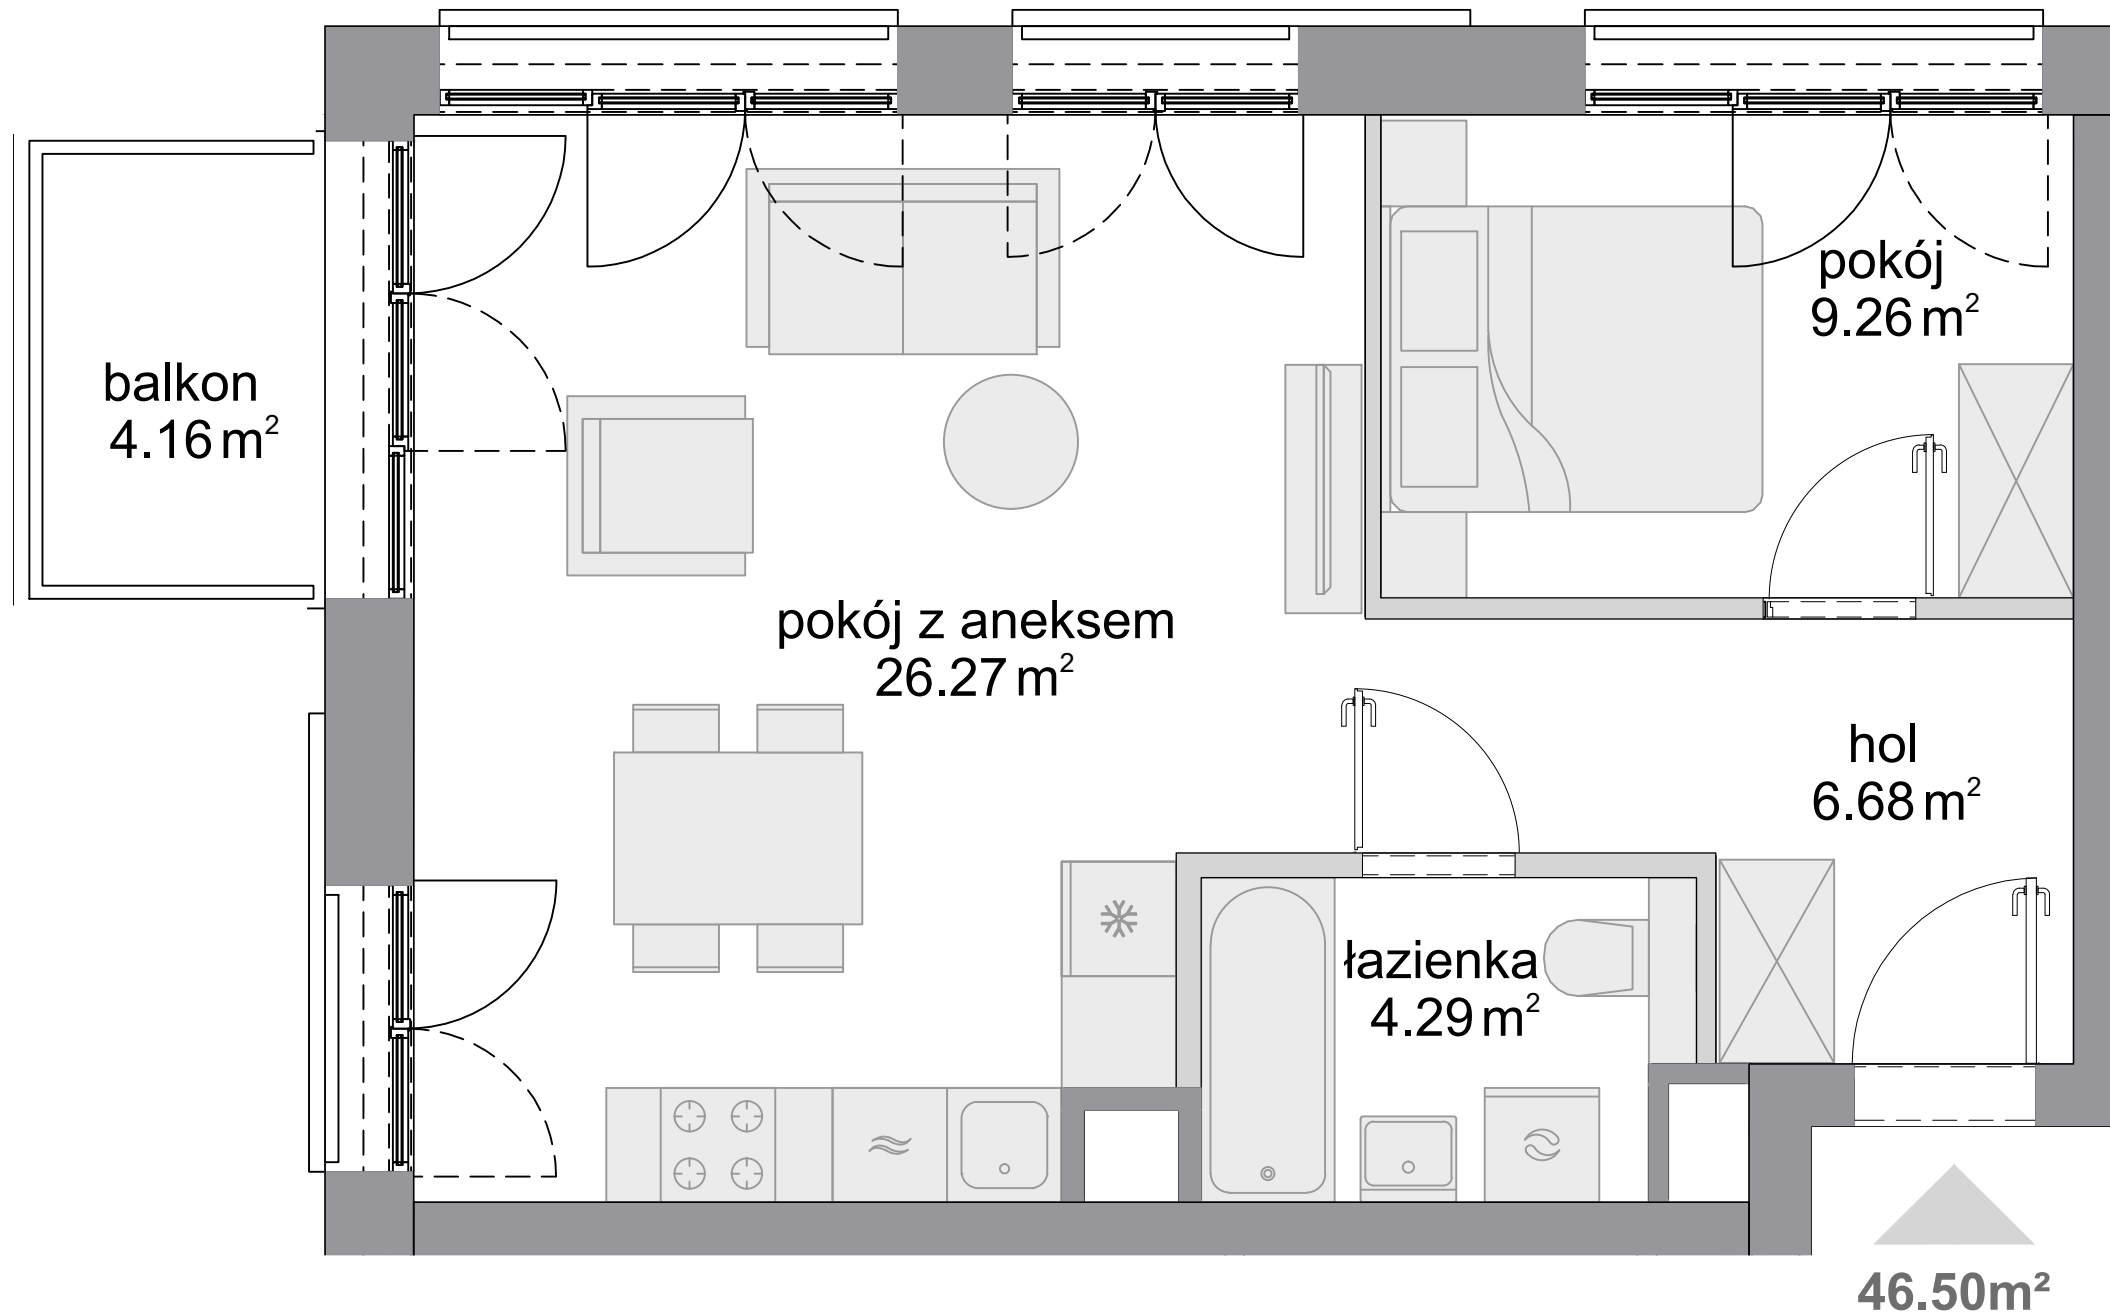 pokój
9.26 m²
balkon
4.16 m²
pokój z aneksem
26.27 m²
hol
6.68 m²
łazienka
4.29 m²
46.50m²